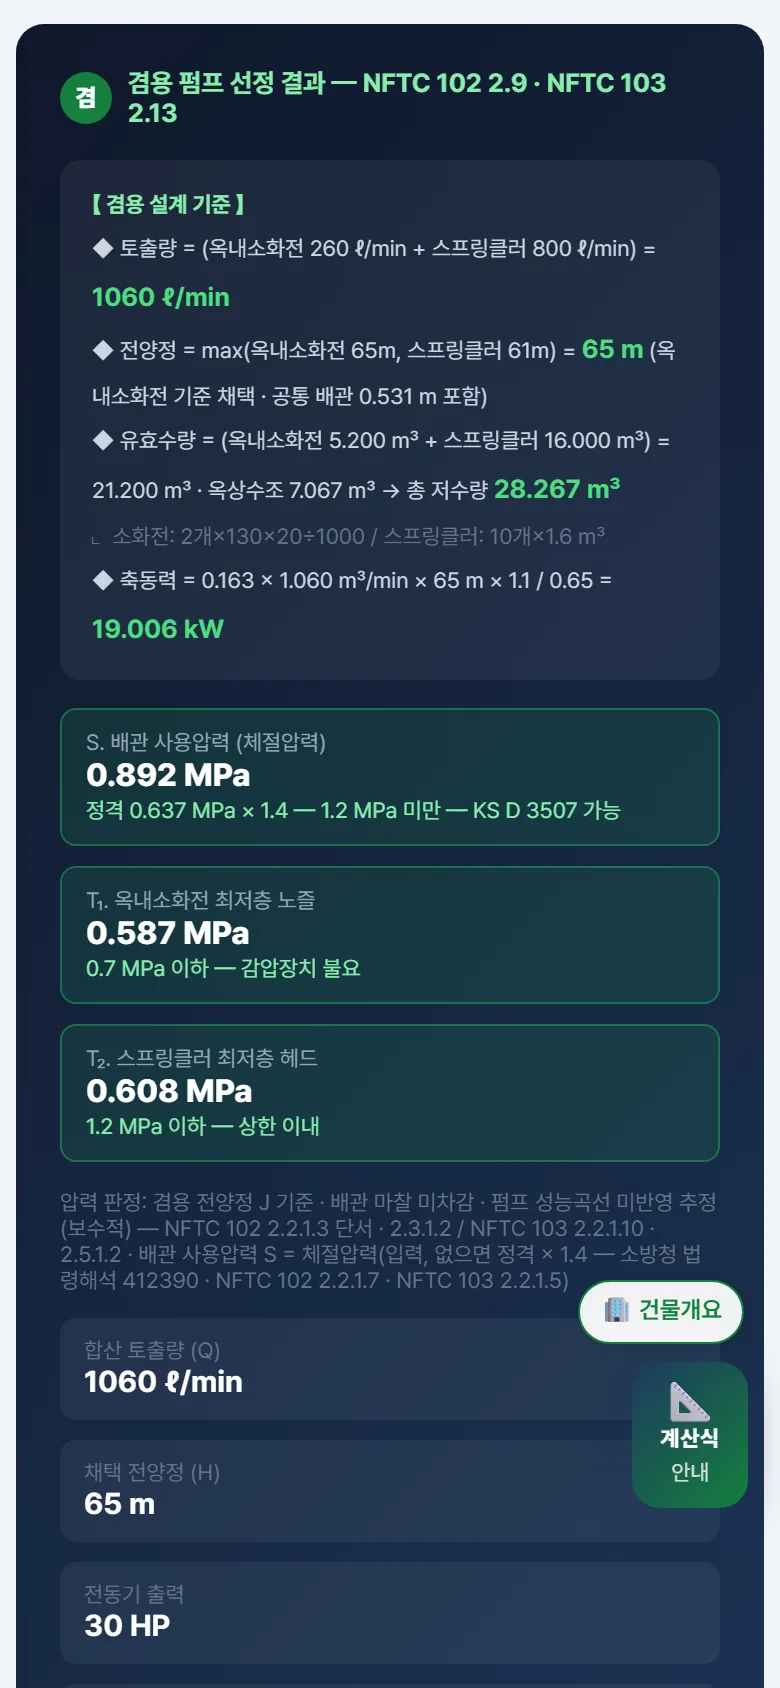 겸
겸용 펌프 선정 결과 — NFTC 102 2.9 · NFTC 103
2.13
【 겸용 설계 기준 】
◆ 토출량 = (옥내소화전 260 ℓ/min + 스프링클러 800 ℓ/min) =
1060 ℓ/min
◆ 전양정 = max(옥내소화전 65m, 스프링클러 61m) = 65 m (옥
내소화전 기준 채택 · 공통 배관 0.531 m 포함)
◆ 유효수량 = (옥내소화전 5.200 m³ + 스프링클러 16.000 m³) =
21.200 m³ · 옥상수조 7.067 m³ → 총 저수량 28.267 m³
ㄴ 소화전: 2개×130×20÷1000 / 스프링클러: 10개×1.6 m³
◆ 축동력 = 0.163 × 1.060 m³/min × 65 m × 1.1 / 0.65 =
19.006 kW
S. 배관 사용압력 (체절압력)
0.892 MPa
정격 0.637 MPa × 1.4 — 1.2 MPa 미만 — KS D 3507 가능
T₁. 옥내소화전 최저층 노즐
0.587 MPa
0.7 MPa 이하 — 감압장치 불요
T₂. 스프링클러 최저층 헤드
0.608 MPa
1.2 MPa 이하 — 상한 이내
압력 판정: 겸용 전양정 J 기준 · 배관 마찰 미차감 · 펌프 성능곡선 미반영 추정
(보수적) — NFTC 102 2.2.1.3 단서 · 2.3.1.2 / NFTC 103 2.2.1.10 ·
2.5.1.2 · 배관 사용압력 S = 체절압력(입력, 없으면 정격 × 1.4 — 소방청 법
령해석 412390 · NFTC 102 2.2.1.7 · NFTC 103 2.2.1.5)
건물개요
합산 토출량 (Q)
1060 ℓ/min
계산식
안내
채택 전양정 (H)
65 m
전동기 출력
30 HP